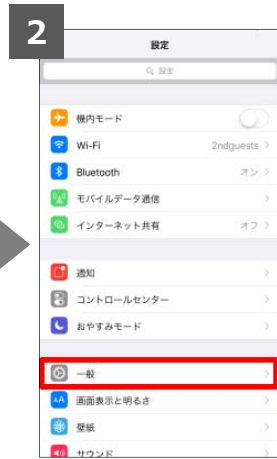 2
設定
設定
機内モード
Wi-Fi 2ndguests
Bluetooth オン
モバイルデータ通信
インターネット共有 オフ
通知
コントロールセンター
おやすみモード
一般
AA 画面表示と明るさ
壁紙
サウンド